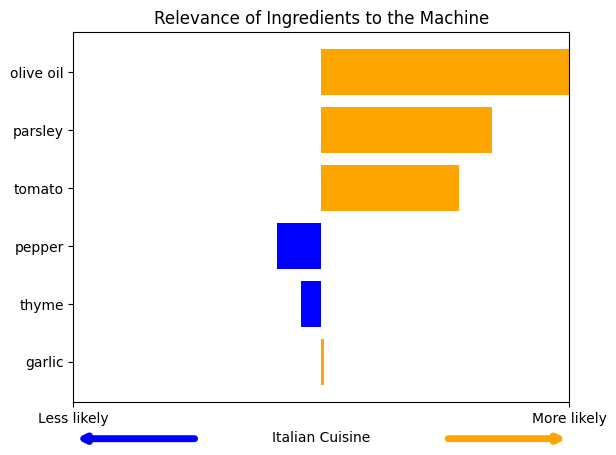 Relevance of Ingredients to the Machine
olive oil
parsley
tomato
pepper
thyme
garlic
Less likely
More likely
Italian Cuisine